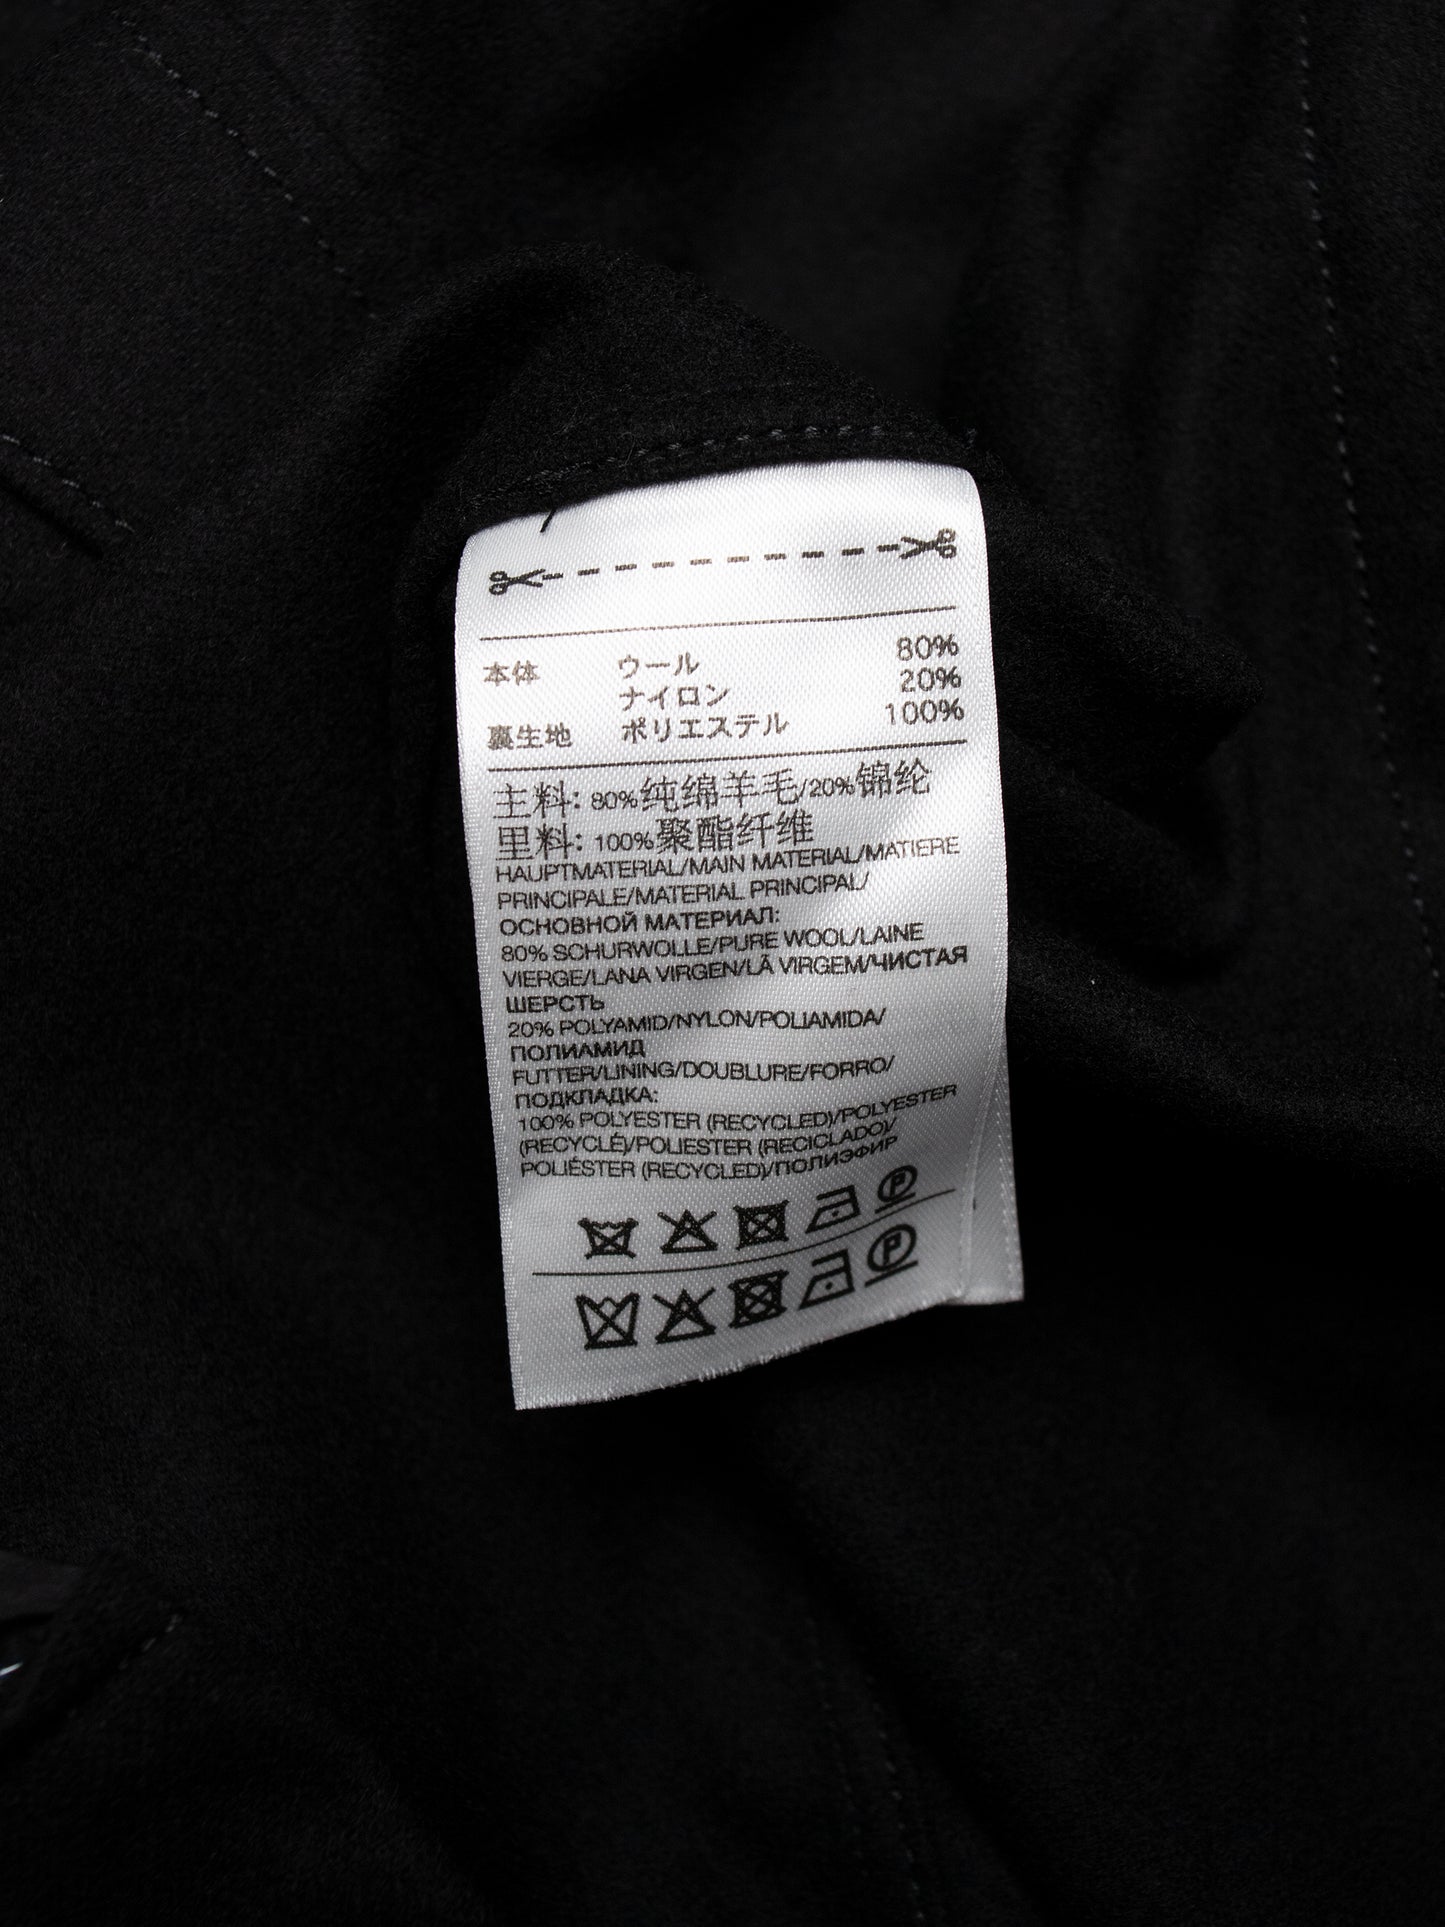 本体 ウール 80%
ナイロン 20%
裏生地 ポリエステル 100%
主料: 80%纯绵羊毛/20%锦纶
里料: 100%聚酯纤维
HAUPTMATERIAL/MAIN MATERIAL/MATIERE
PRINCIPALE/MATERIAL PRINCIPAL/
ОСНОВНОЙ МАТЕРИАЛ:
80% SCHURWOLLE/PURE WOOL/LAINE
VIERGE/LANA VIRGEN/LÃ VIRGEM/ЧИСТАЯ
ШЕРСТЬ
20% POLYAMID/NYLON/POLIAMIDA/
ПОЛИАМИД
FUTTER/LINING/DOUBLURE/FORRO/
ПОДКЛАДКА:
100% POLYESTER (RECYCLED)/POLYESTER
(RECYCLÉ)/POLIESTER (RECICLADO)/
POLIÉSTER (RECYCLED)/ПОЛИЭФИР
P
P